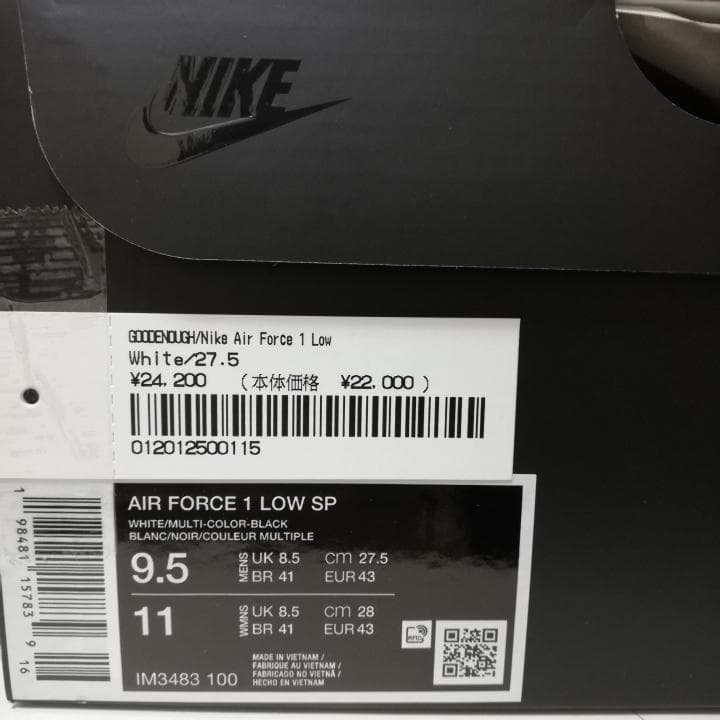 NIKE
GOODENOUGH/Nike Air Force 1 Low
White/27.5
¥24,200 (本体価格 ¥22,000 )
012012500115
AIR FORCE 1 LOW SP
WHITE/MULTI-COLOR-BLACK
BLANC/NOIR/COULEUR MULTIPLE
9.5 MENS UK 8.5 cm 27.5
BR 41 EUR 43
11 WMNS UK 8.5 cm 28
BR 41 EUR 43
MADE IN VIETNAM /
FABRIQUE AU VIETNAM /
FABRICADO NO VIETNÃ /
HECHO EN VIETNAM
IM3483 100
RFID
1 98481 15783 9 16